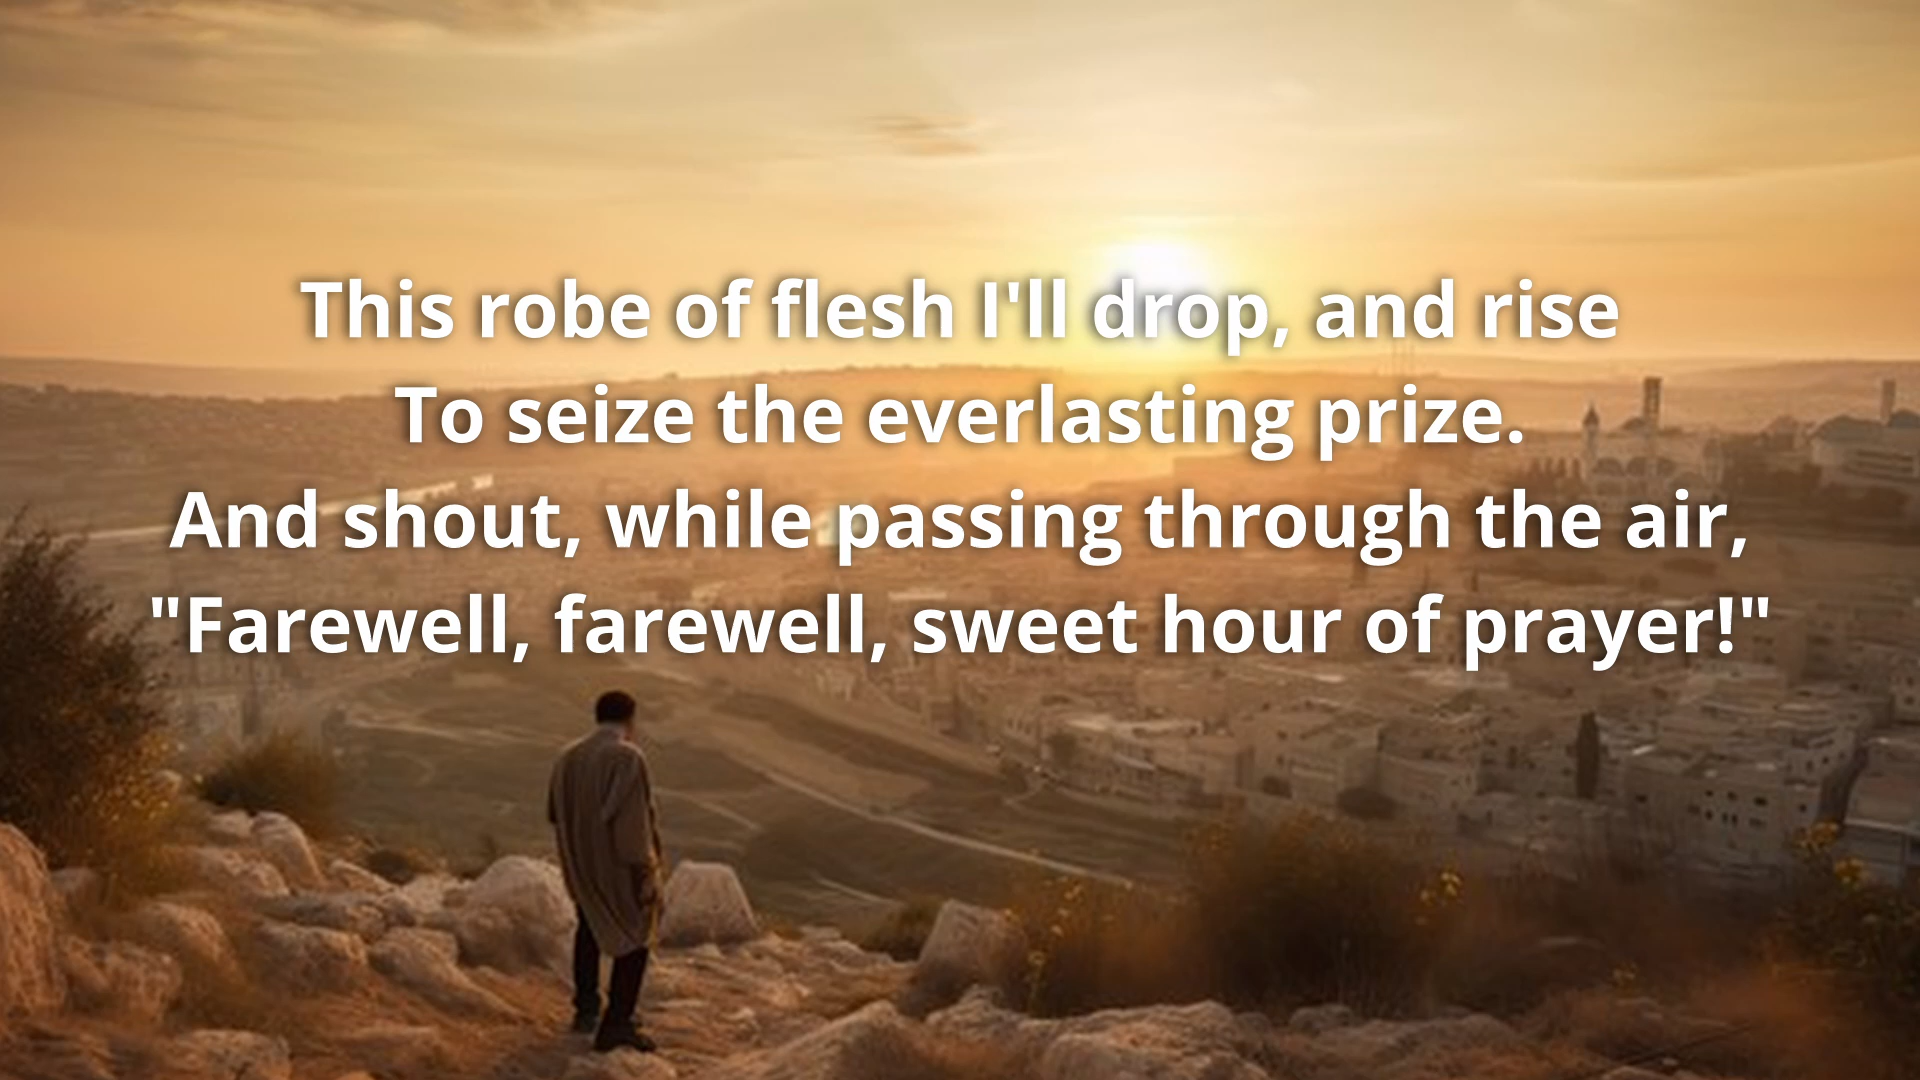 This robe of flesh I'll drop, and rise
To seize the everlasting prize.
And shout, while passing through the air,
"Farewell, farewell, sweet hour of prayer!"